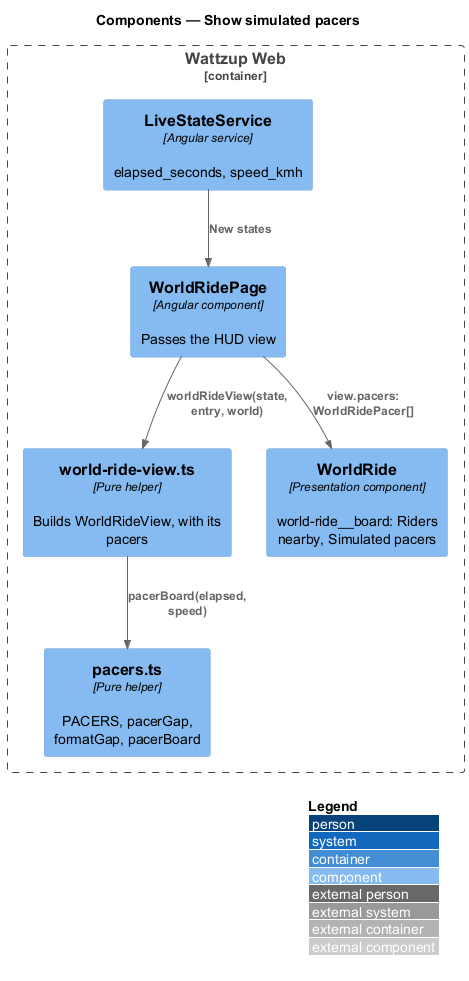 Components — Show simulated pacers
Wattzup Web
[container]
LiveStateService
[Angular service]
elapsed_seconds, speed_kmh
New states
WorldRidePage
[Angular component]
Passes the HUD view
worldRideView(state,
entry, world)
view.pacers:
WorldRidePacer[]
world-ride-view.ts
[Pure helper]
Builds WorldRideView, with its
pacers
WorldRide
[Presentation component]
world-ride__board: Riders
nearby, Simulated pacers
pacerBoard(elapsed,
speed)
pacers.ts
[Pure helper]
PACERS, pacerGap,
formatGap, pacerBoard
Legend
person
system
container
component
external person
external system
external container
external component